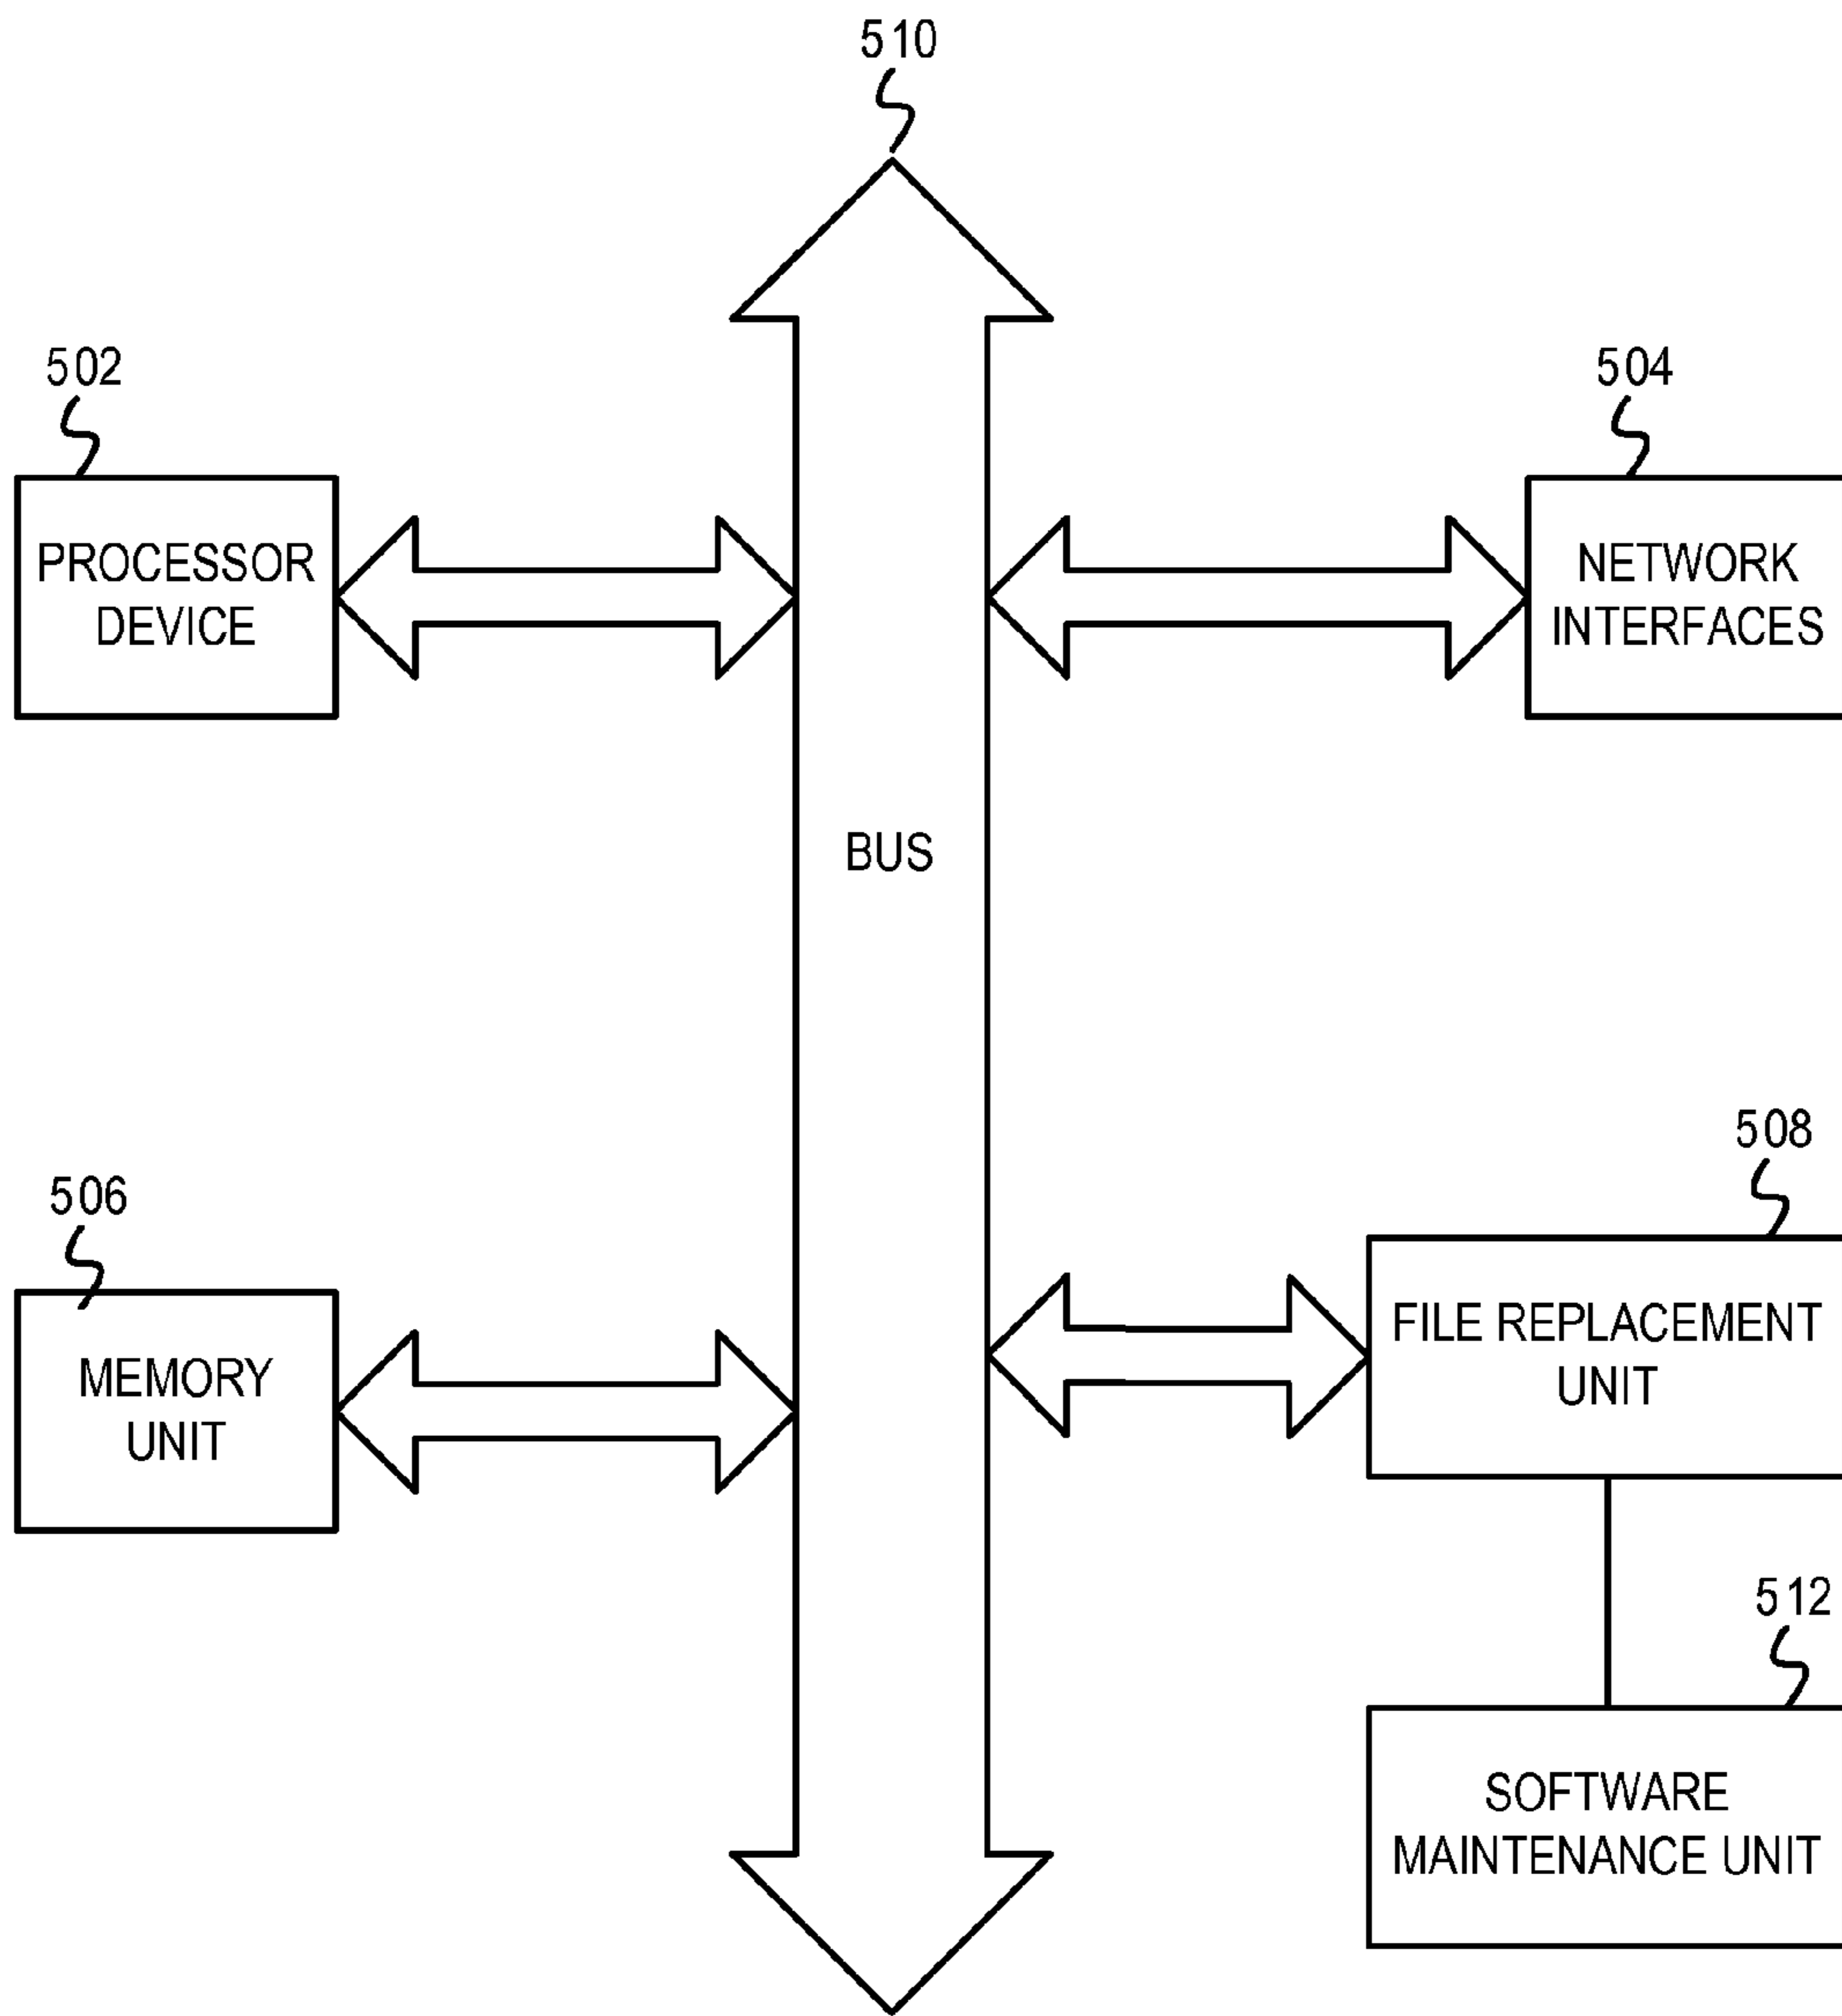 510
502
PROCESSOR
DEVICE
504
NETWORK
INTERFACES
BUS
506
MEMORY
UNIT
508
FILE REPLACEMENT
UNIT
512
SOFTWARE
MAINTENANCE UNIT